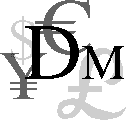 $ €
¥ DM £